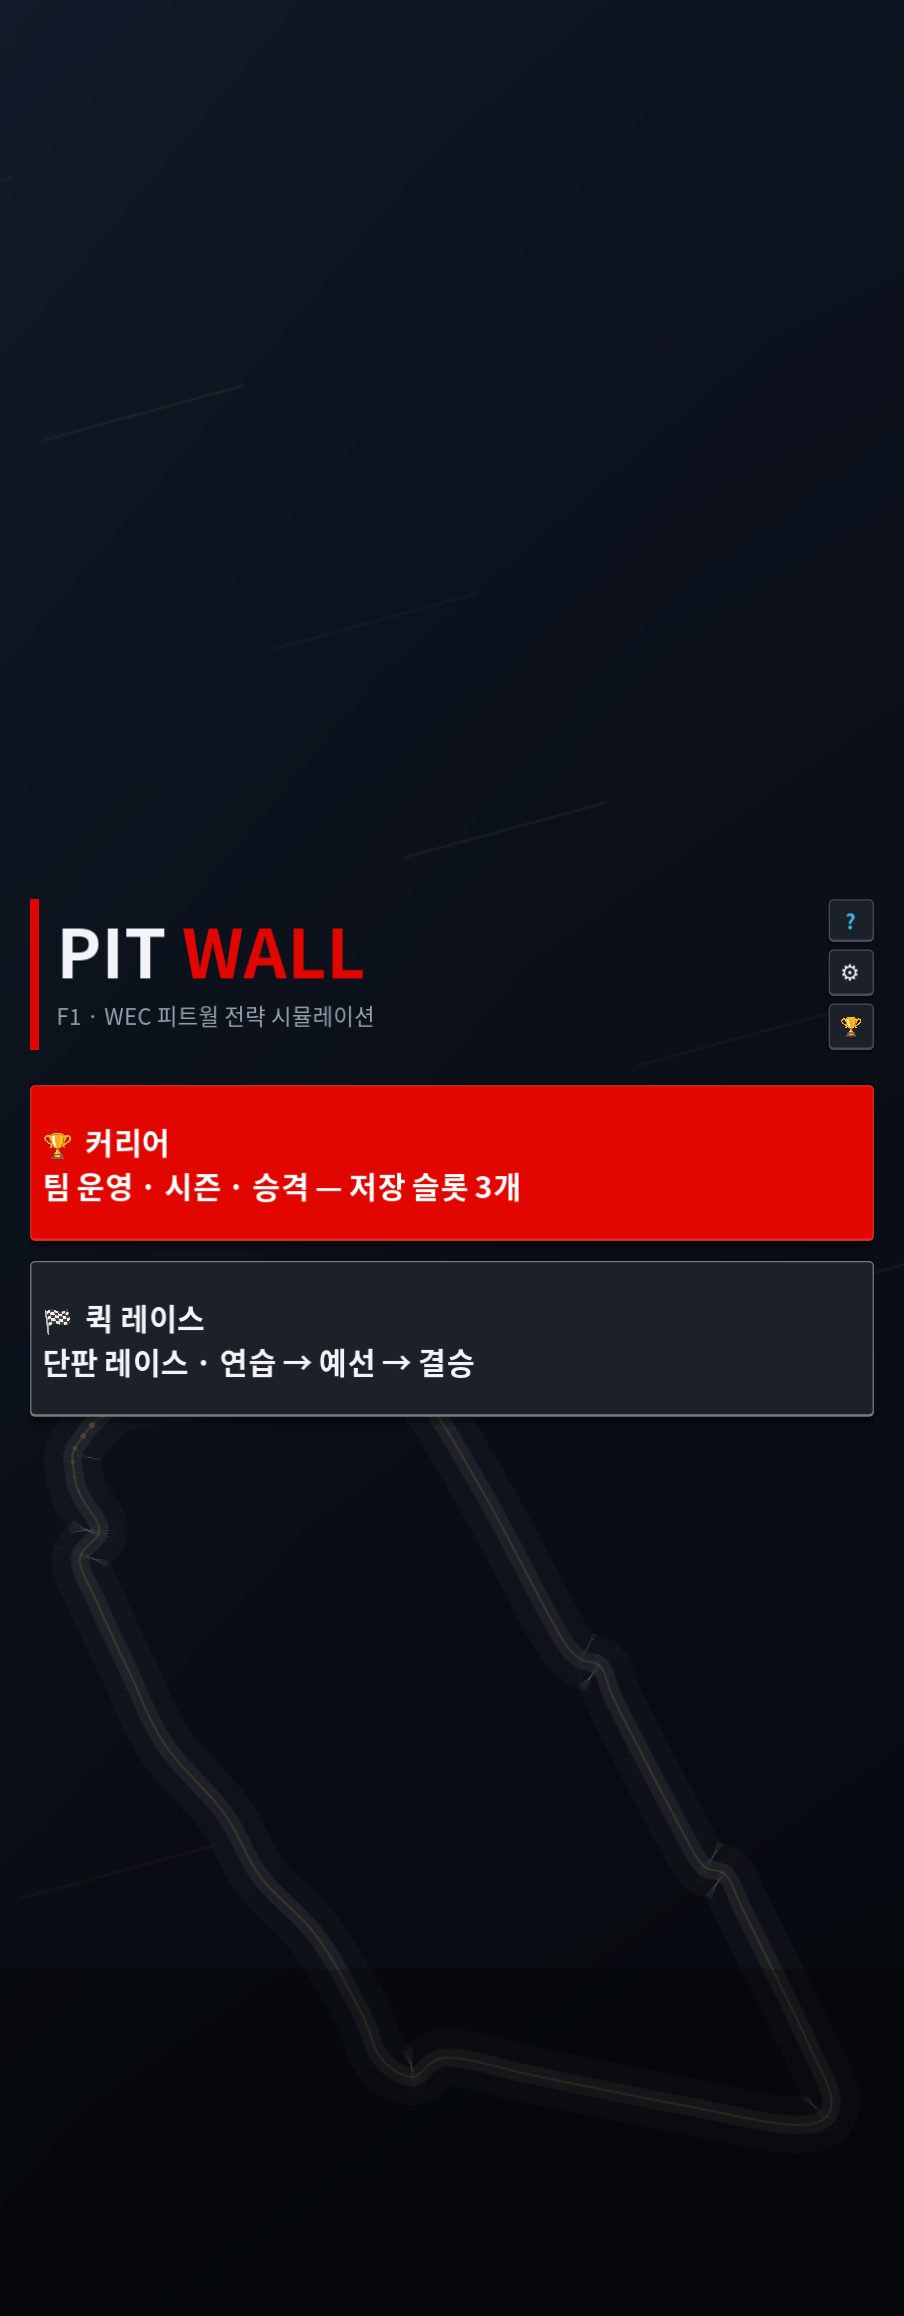 PIT WALL
F1 · WEC 피트월 전략 시뮬레이션
?
커리어
팀 운영 · 시즌 · 승격 — 저장 슬롯 3개
퀵 레이스
단판 레이스 · 연습 → 예선 → 결승